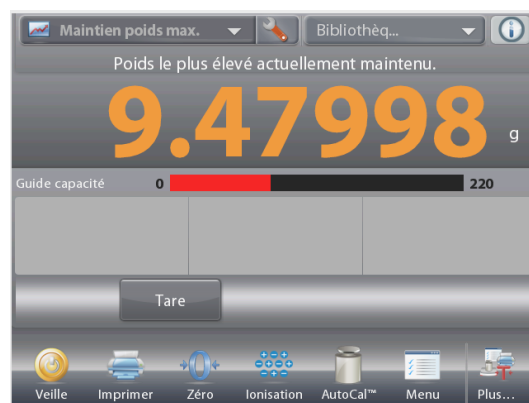 Maintien poids max. Bibliothèq...
Poids le plus élevé actuellement maintenu.
9.47998 g
Guide capacité 0 220
Tare
Veille Imprimer Zéro Ionisation AutoCal™ Menu Plus...